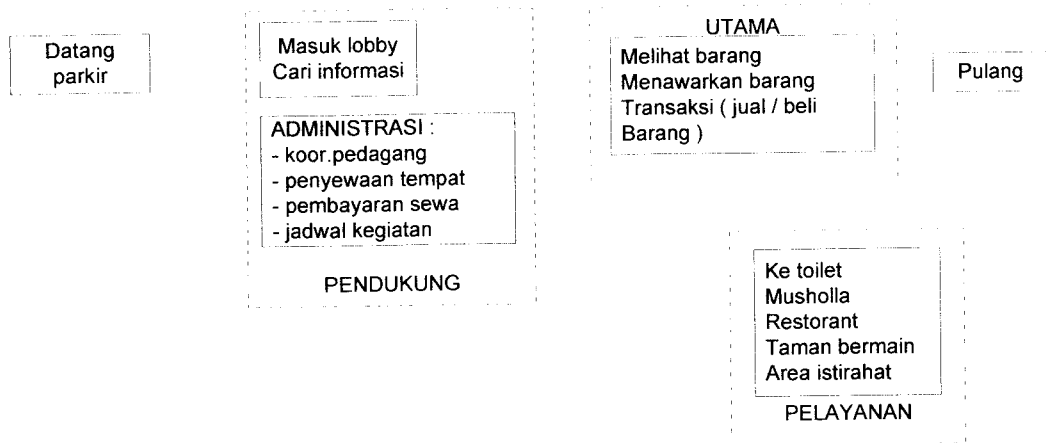 Datang
parkir
Masuk lobby
Cari informasi
ADMINISTRASI :
- koor.pedagang
- penyewaan tempat
- pembayaran sewa
- jadwal kegiatan
PENDUKUNG
UTAMA
Melihat barang
Menawarkan barang
Transaksi ( jual / beli
Barang )
Pulang
Ke toilet
Musholla
Restorant
Taman bermain
Area istirahat
PELAYANAN